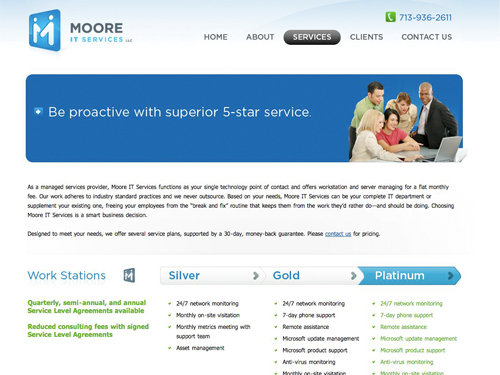 MOORE
IT SERVICES LLC
713-936-2611
HOME ABOUT SERVICES CLIENTS CONTACT US
Be proactive with superior 5-star service.
As a managed services provider, Moore IT Services functions as your single technology point of contact and offers workstation and server managing for a flat monthly
fee. Our work adheres to industry standard practices and we never outsource. Based on your needs, Moore IT Services can be your complete IT department or
supplement your existing one, freeing your employees from the "break and fix" routine that keeps them from the work they'd rather do—and should be doing. Choosing
Moore IT Services is a smart business decision.
Designed to meet your needs, we offer several service plans, supported by a 30-day, money-back guarantee. Please contact us for pricing.
Work Stations
Quarterly, semi-annual, and annual
Service Level Agreements available
Reduced consulting fees with signed
Service Level Agreements
Silver
24/7 network monitoring
Monthly on-site visitation
Monthly metrics meeting with
support team
Asset management
Gold
24/7 network monitoring
7-day phone support
Remote assistance
Microsoft update management
Microsoft product support
Anti-virus monitoring
Monthly on-site visitation
Platinum
24/7 network monitoring
7-day phone support
Remote assistance
Microsoft update management
Microsoft product support
Anti-virus monitoring
Monthly on-site visitation